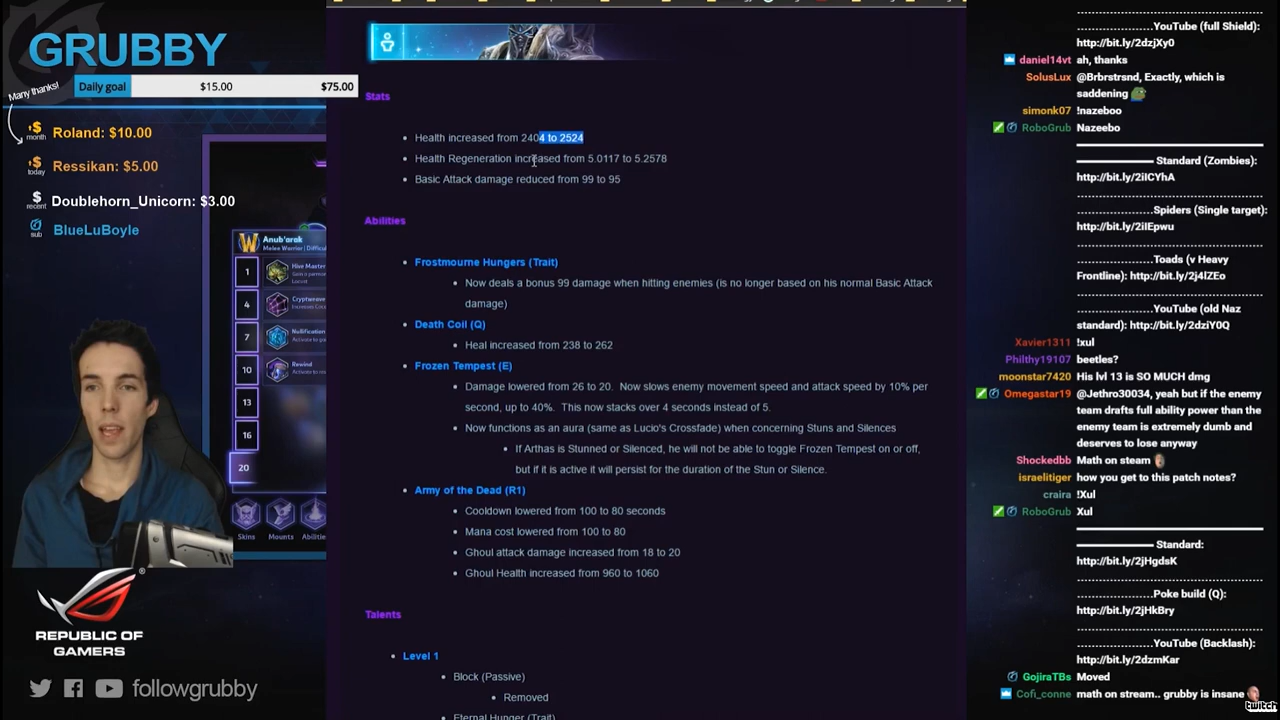 GRUBBY
Many thanks!
Daily goal
$15.00
$75.00
$ month
Roland: $10.00
$ today
Ressikan: $5.00
$ recent
Doublehorn_Unicorn: $3.00
sub
BlueLuBoyle
Anub'arak
1
4
7
10
13
16
20
Hive Master
Cryptweave
Nullification
Rewind
Skins
Mounts
Abilities
REPUBLIC OF
GAMERS
followgrubby
Stats
Health increased from 2404 to 2524
Health Regeneration increased from 5.0117 to 5.2578
Basic Attack damage reduced from 99 to 95
Abilities
Frostmourne Hungers (Trait)
Now deals a bonus 99 damage when hitting enemies (is no longer based on his normal Basic Attack
damage)
Death Coil (Q)
Heal increased from 238 to 262
Frozen Tempest (E)
Damage lowered from 26 to 20. Now slows enemy movement speed and attack speed by 10% per
second, up to 40%. This now stacks over 4 seconds instead of 5.
Now functions as an aura (same as Lucio's Crossfade) when concerning Stuns and Silences
If Arthas is Stunned or Silenced, he will not be able to toggle Frozen Tempest on or off,
but if it is active it will persist for the duration of the Stun or Silence.
Army of the Dead (R1)
Cooldown lowered from 100 to 80 seconds
Mana cost lowered from 100 to 80
Ghoul attack damage increased from 18 to 20
Ghoul Health increased from 960 to 1060
Talents
Level 1
Block (Passive)
Removed
Eternal Hunger (Trait)
YouTube (full Shield):
http://bit.ly/2dzjXy0
daniel14vt ah, thanks
SolusLux @Brbrstrsnd, Exactly, which is
saddening
simonk07 !nazeboo
RoboGrub Nazeebo
Standard (Zombies):
http://bit.ly/2iICYhA
Spiders (Single target):
http://bit.ly/2iIEpwu
Toads (v Heavy
Frontline): http://bit.ly/2j4lZEo
YouTube (old Naz
standard): http://bit.ly/2dziY0Q
Xavier1311 !xul
Philthy19107 beetles?
moonstar7420 His lvl 13 is SO MUCH dmg
Omegastar19 @Jethro30034, yeah but if the enemy
team drafts full ability power than the
enemy team is extremely dumb and
deserves to lose anyway
Shockedbb Math on steam
israelitiger how you get to this patch notes?
craira !Xul
RoboGrub Xul
Standard:
http://bit.ly/2jHgdsK
Poke build (Q):
http://bit.ly/2jHkBry
YouTube (Backlash):
http://bit.ly/2dzmKar
GojiraTBs Moved
Cofi_conne math on stream.. grubby is insane
twitch